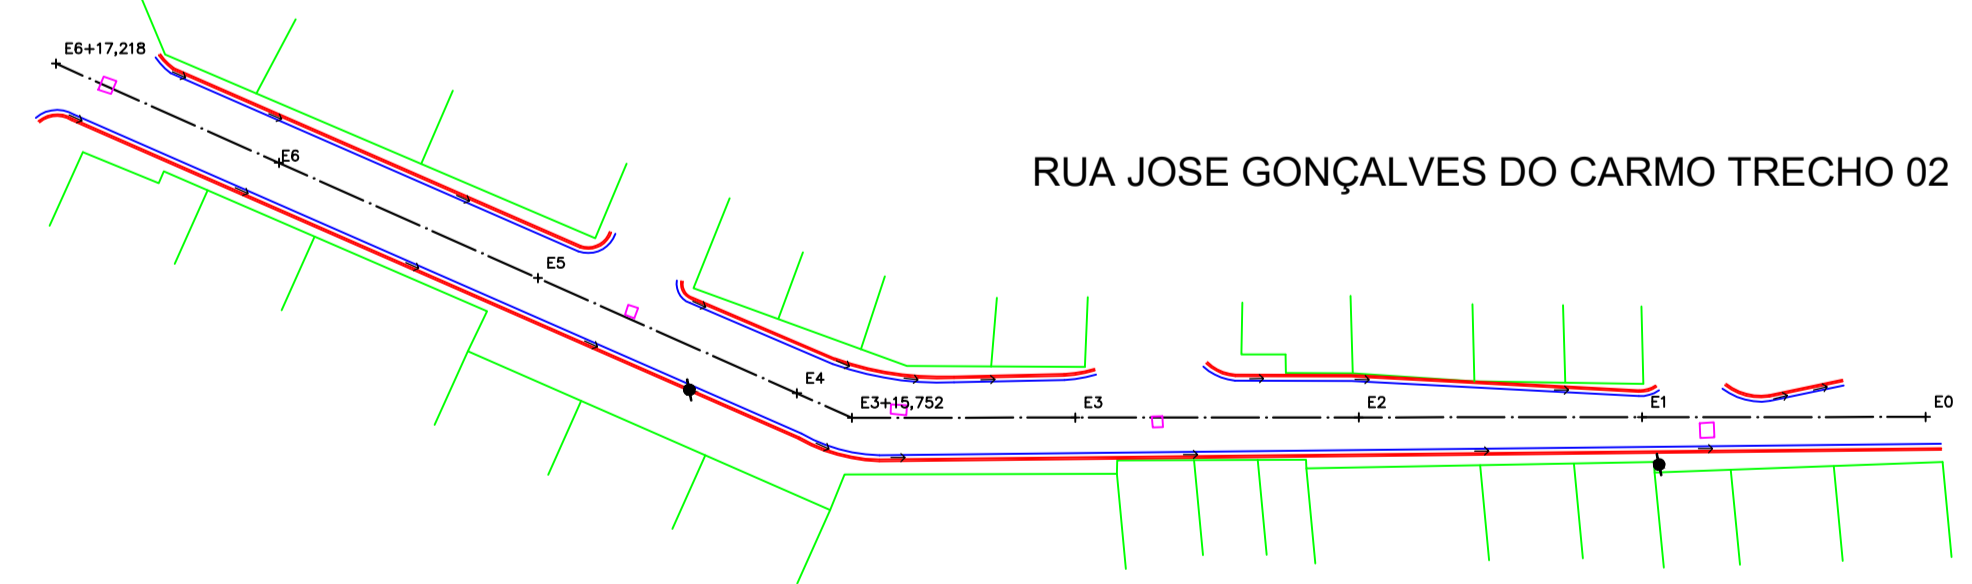 E6+17,218
E6
RUA JOSE GONÇALVES DO CARMO TRECHO 02
E5
E4
E3+15,752
E3
E2
E1
E0